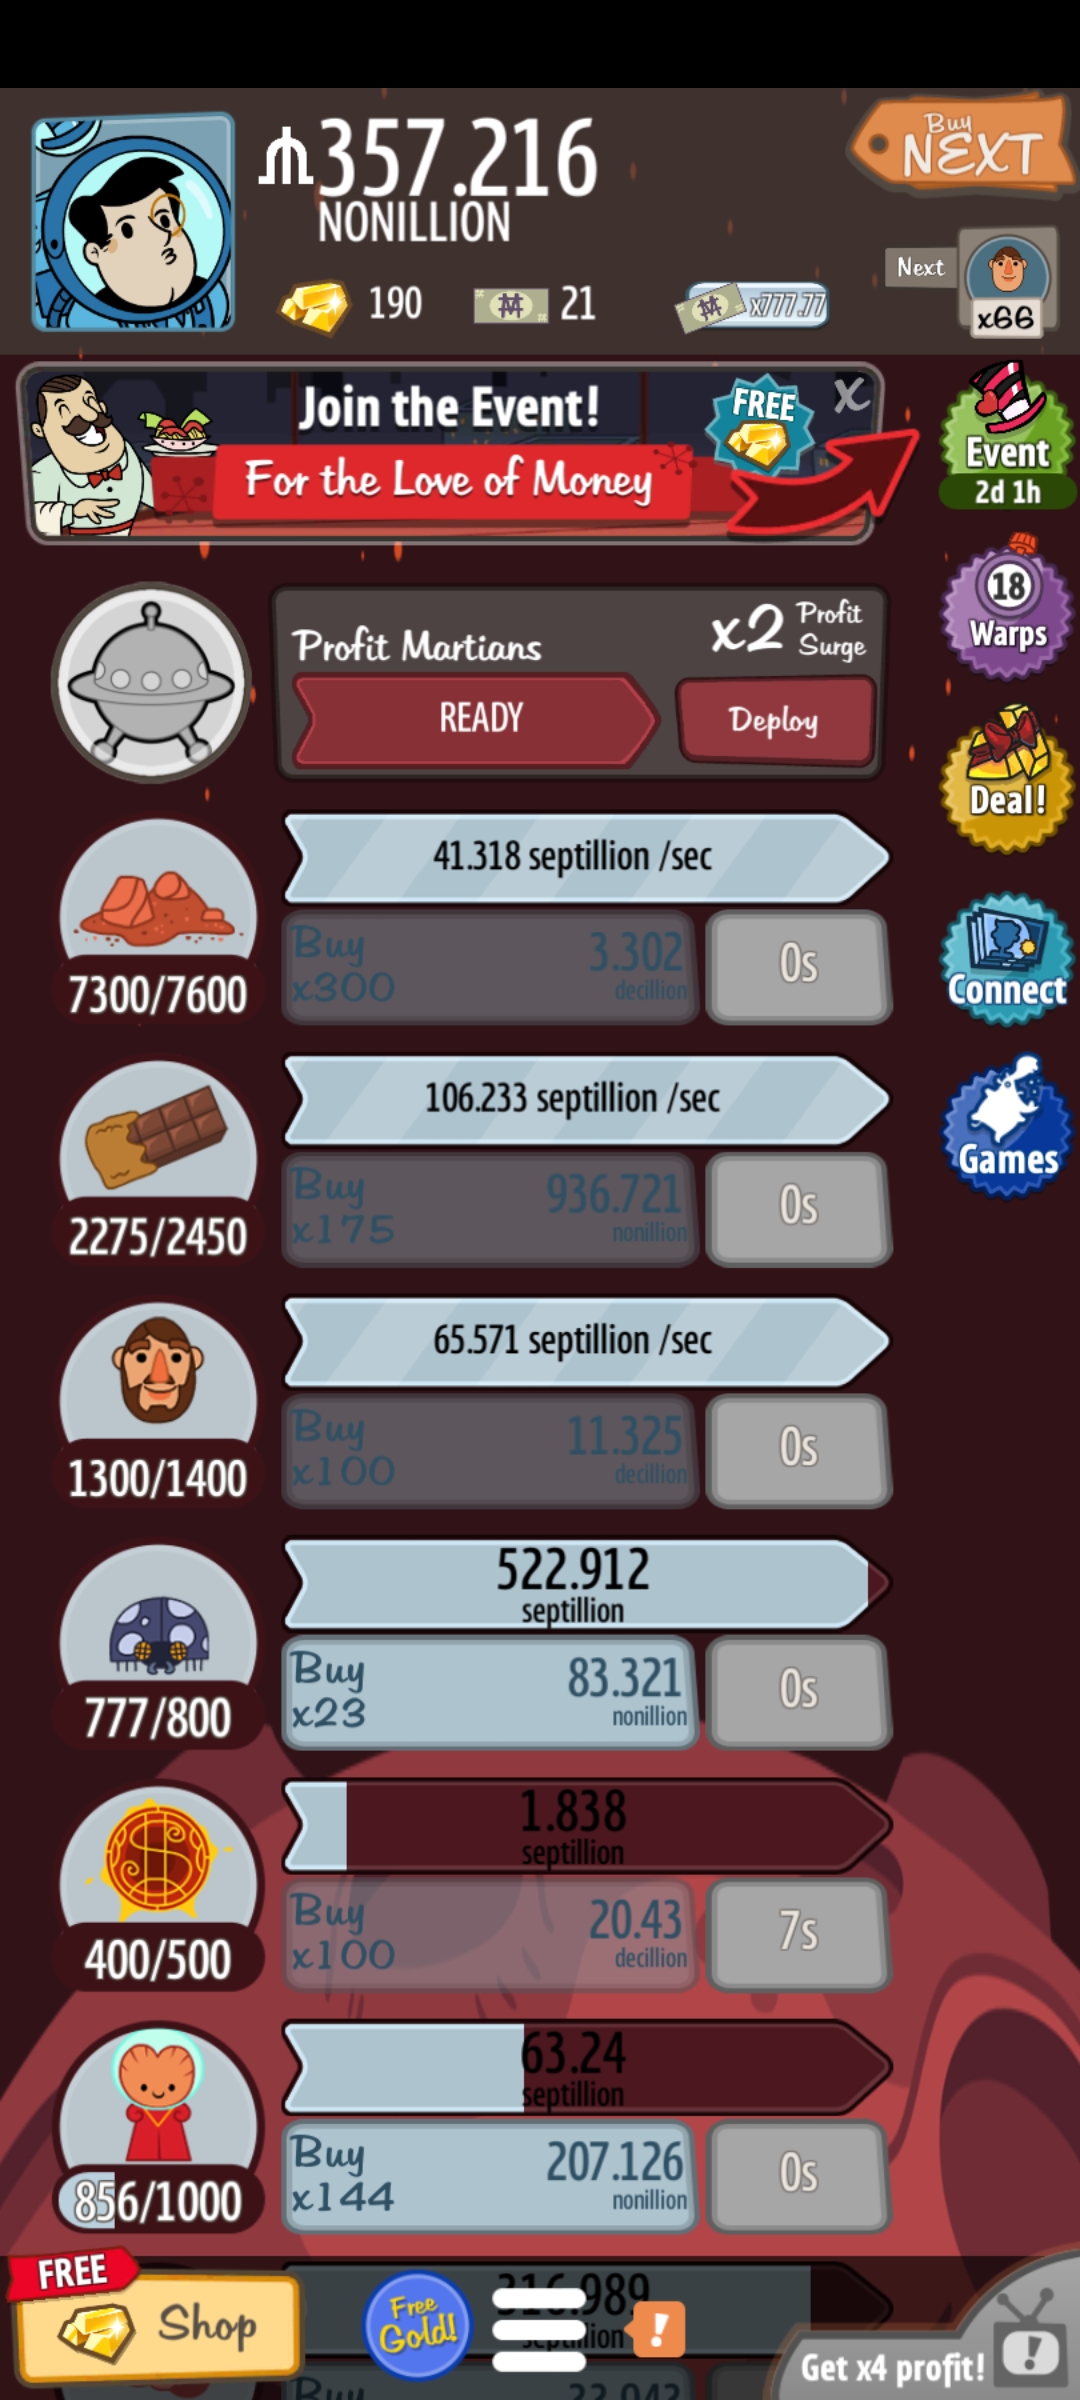 357.216
NONILLION
Buy
NEXT
190
21
x777.77
Next
x66
Join the Event!
For the Love of Money
FREE
X
Event
2d 1h
Profit Martians
x2 Profit
Surge
READY
Deploy
18
Warps
Deal!
41.318 septillion /sec
Buy
x300
3.302
decillion
0s
7300/7600
Connect
106.233 septillion /sec
Buy
x175
936.721
nonillion
0s
2275/2450
Games
65.571 septillion /sec
Buy
x100
11.325
decillion
0s
1300/1400
522.912
septillion
Buy
x23
83.321
nonillion
0s
777/800
1.838
septillion
Buy
x100
20.43
decillion
7s
400/500
63.24
septillion
Buy
x144
207.126
nonillion
0s
856/1000
FREE
Shop
Free
Gold!
316.989
!
Get x4 profit!
!
Buy